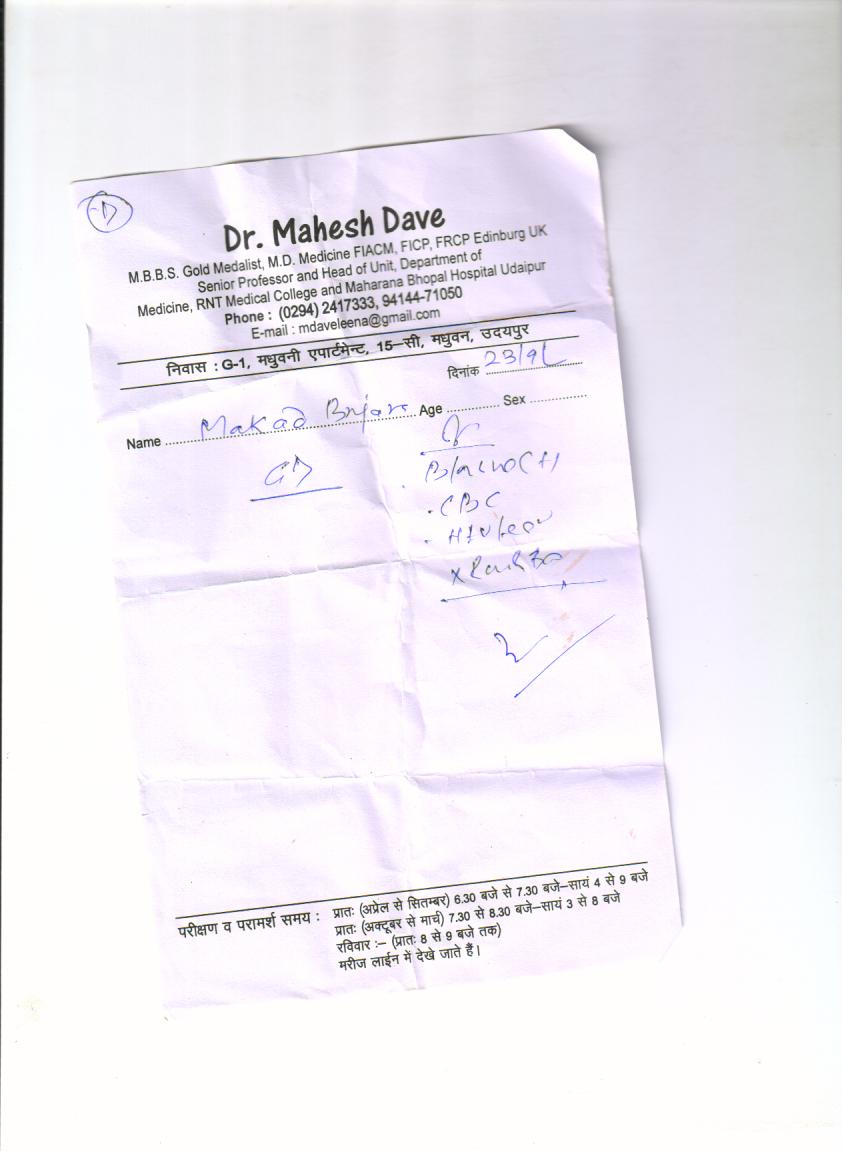 Dr. Mahesh Dave
M.B.B.S. Gold Medalist, M.D. Medicine FIACM, FICP, FRCP Edinburg UK
Senior Professor and Head of Unit, Department of
Medicine, RNT Medical College and Maharana Bhopal Hospital Udaipur
Phone : (0294) 2417333, 94144-71050
E-mail : mdaveleena@gmail.com
निवास : G-1, मधुवनी एपार्टमेन्ट, 15–सी, मधुवन, उदयपुर
दिनांक 23/9/
Name Makad Age Sex
CBC
परीक्षण व परामर्श समय : प्रातः (अप्रेल से सितम्बर) 6.30 बजे से 7.30 बजे–सायं 4 से 9 बजे
प्रातः (अक्टूबर से मार्च) 7.30 से 8.30 बजे–सायं 3 से 8 बजे
रविवार :– (प्रातः 8 से 9 बजे तक)
मरीज लाईन में देखे जाते हैं।